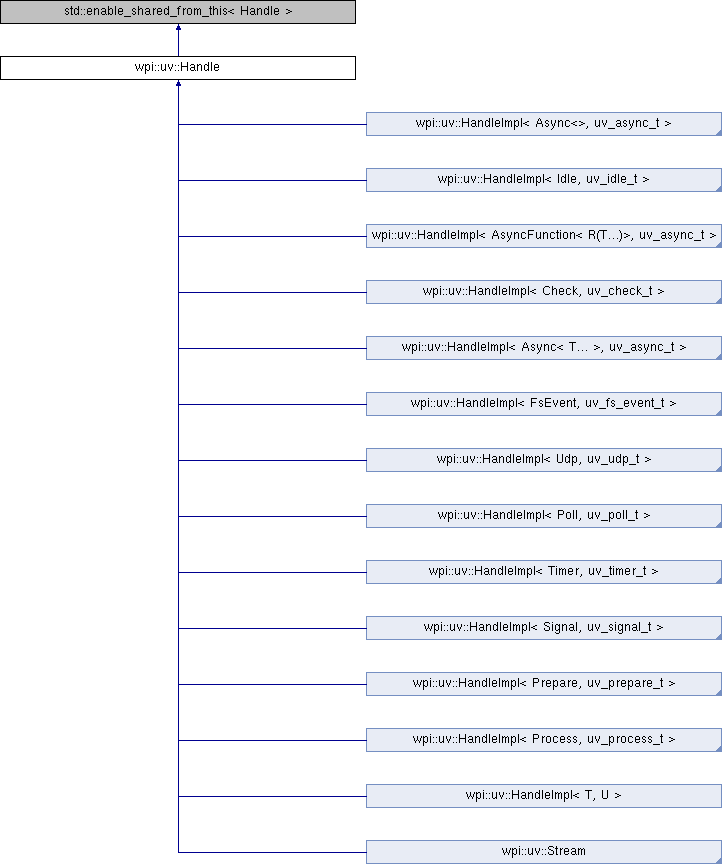 std::enable_shared_from_this< Handle >
wpi::uv::Handle
wpi::uv::HandleImpl< Async<>, uv_async_t >
wpi::uv::HandleImpl< Idle, uv_idle_t >
wpi::uv::HandleImpl< AsyncFunction< R(T...)>, uv_async_t >
wpi::uv::HandleImpl< Check, uv_check_t >
wpi::uv::HandleImpl< Async< T... >, uv_async_t >
wpi::uv::HandleImpl< FsEvent, uv_fs_event_t >
wpi::uv::HandleImpl< Udp, uv_udp_t >
wpi::uv::HandleImpl< Poll, uv_poll_t >
wpi::uv::HandleImpl< Timer, uv_timer_t >
wpi::uv::HandleImpl< Signal, uv_signal_t >
wpi::uv::HandleImpl< Prepare, uv_prepare_t >
wpi::uv::HandleImpl< Process, uv_process_t >
wpi::uv::HandleImpl< T, U >
wpi::uv::Stream